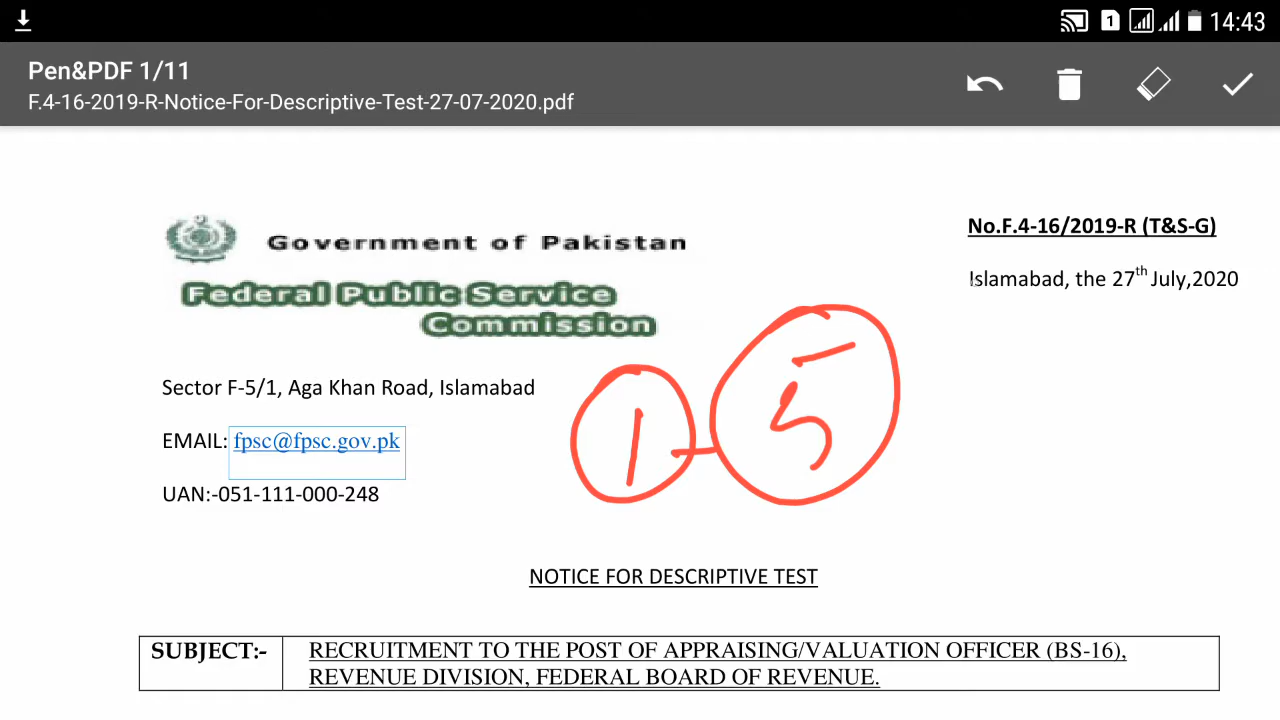 14:43
Pen&PDF 1/11
F.4-16-2019-R-Notice-For-Descriptive-Test-27-07-2020.pdf
No.F.4-16/2019-R (T&S-G)
Government of Pakistan
Islamabad, the 27th July,2020
Federal Public Service
Commission
Sector F-5/1, Aga Khan Road, Islamabad
1 - 5
EMAIL: fpsc@fpsc.gov.pk
UAN:-051-111-000-248
NOTICE FOR DESCRIPTIVE TEST
SUBJECT:- RECRUITMENT TO THE POST OF APPRAISING/VALUATION OFFICER (BS-16),
REVENUE DIVISION, FEDERAL BOARD OF REVENUE.